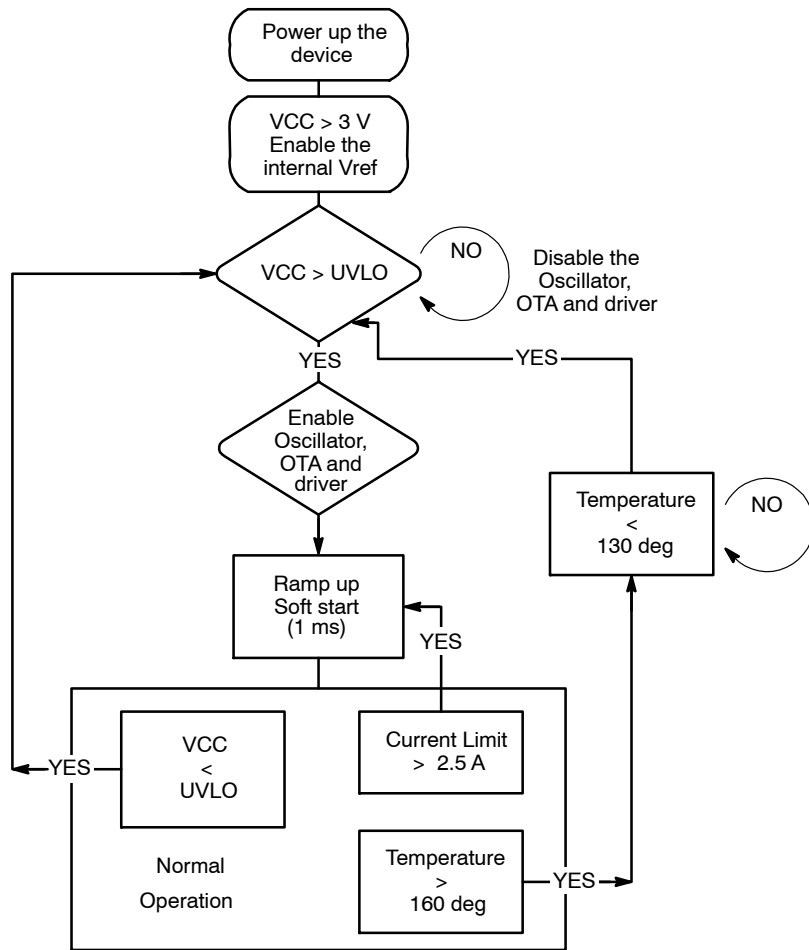 Power up the
device
VCC > 3 V
Enable the
internal Vref
VCC > UVLO
NO
Disable the
Oscillator,
OTA and driver
YES
YES
Enable
Oscillator,
OTA and
driver
Temperature
<
130 deg
NO
Ramp up
Soft start
(1 ms)
YES
VCC
<
UVLO
YES
Current Limit
> 2.5 A
Normal
Operation
Temperature
>
160 deg
YES